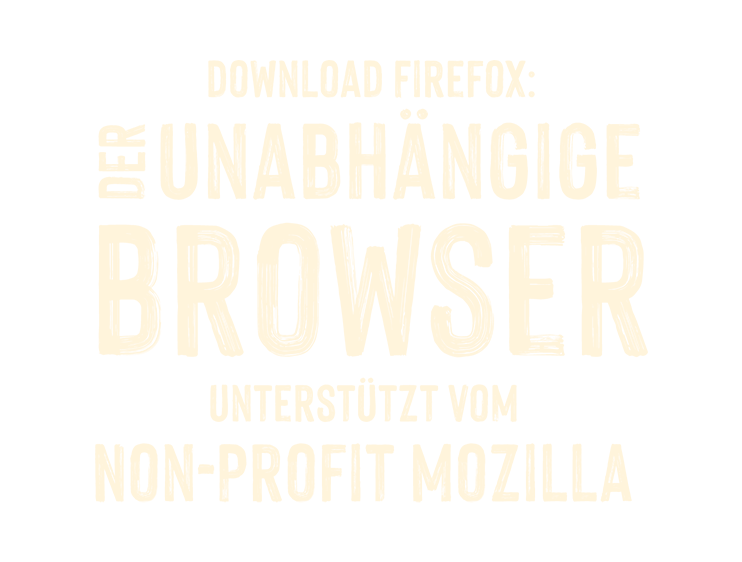 DOWNLOAD FIREFOX:
DER UNABHÄNGIGE
BROWSER
UNTERSTÜTZT VOM
NON-PROFIT MOZILLA